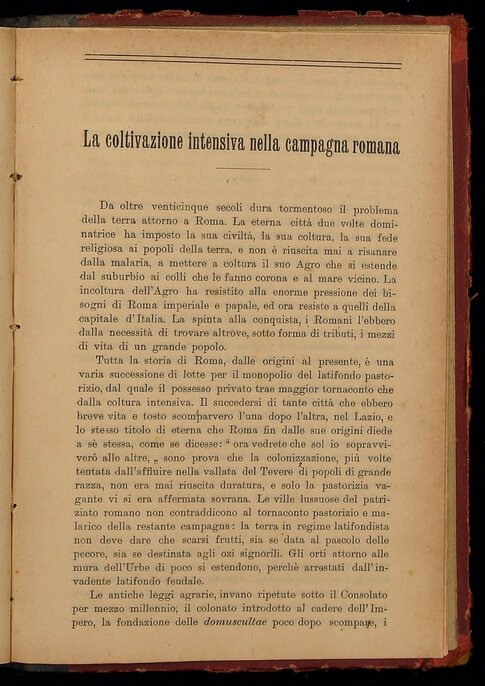 La coltivazione intensiva nella campagna romana
Da oltre venticinque secoli dura tormentoso il problema
della terra attorno a Roma. La eterna città due volte domi-
natrice ha imposto la sua civiltà, la sua coltura, la sua fede
religiosa ai popoli della terra, e non è riuscita mai a risanare
dalla malaria, a mettere a coltura il suo Agro che si estende
dal suburbio ai colli che le fanno corona e al mare vicino. La
incoltura dell'Agro ha resistito alla enorme pressione dei bi-
sogni di Roma imperiale e papale, ed ora resiste a quelli della
capitale d'Italia. La spinta alla conquista, i Romani l'ebbero
dalla necessità di trovare altrove, sotto forma di tributi, i mezzi
di vita di un grande popolo.
Tutta la storia di Roma, dalle origini al presente, è una
varia successione di lotte per il monopolio del latifondo pasto-
rizio, dal quale il possesso privato trae maggior tornaconto che
dalla coltura intensiva. Il succedersi di tante città che ebbero
breve vita e tosto scomparvero l'una dopo l'altra, nel Lazio, e
lo stesso titolo di eterna che Roma fin dalle sue origini diede
a sè stessa, come se dicesse: “ ora vedrete che sol io sopravvi-
verò alle altre, „ sono prova che la colonizzazione, più volte
tentata dall'affluire nella vallata del Tevere di popoli di grande
razza, non era mai riuscita duratura, e solo la pastorizia va-
gante vi si era affermata sovrana. Le ville lussuose del patri-
ziato romano non contraddicono al tornaconto pastorizio e ma-
larico della restante campagna: la terra in regime latifondista
non deve dare che scarsi frutti, sia se data al pascolo delle
pecore, sia se destinata agli ozi signorili. Gli orti attorno alle
mura dell'Urbe di poco si estendono, perchè arrestati dall'in-
vadente latifondo feudale.
Le antiche leggi agrarie, invano ripetute sotto il Consolato
per mezzo millennio, il colonato introdotto al cadere dell'Im-
pero, la fondazione delle domuscultae poco dopo scomparse, i